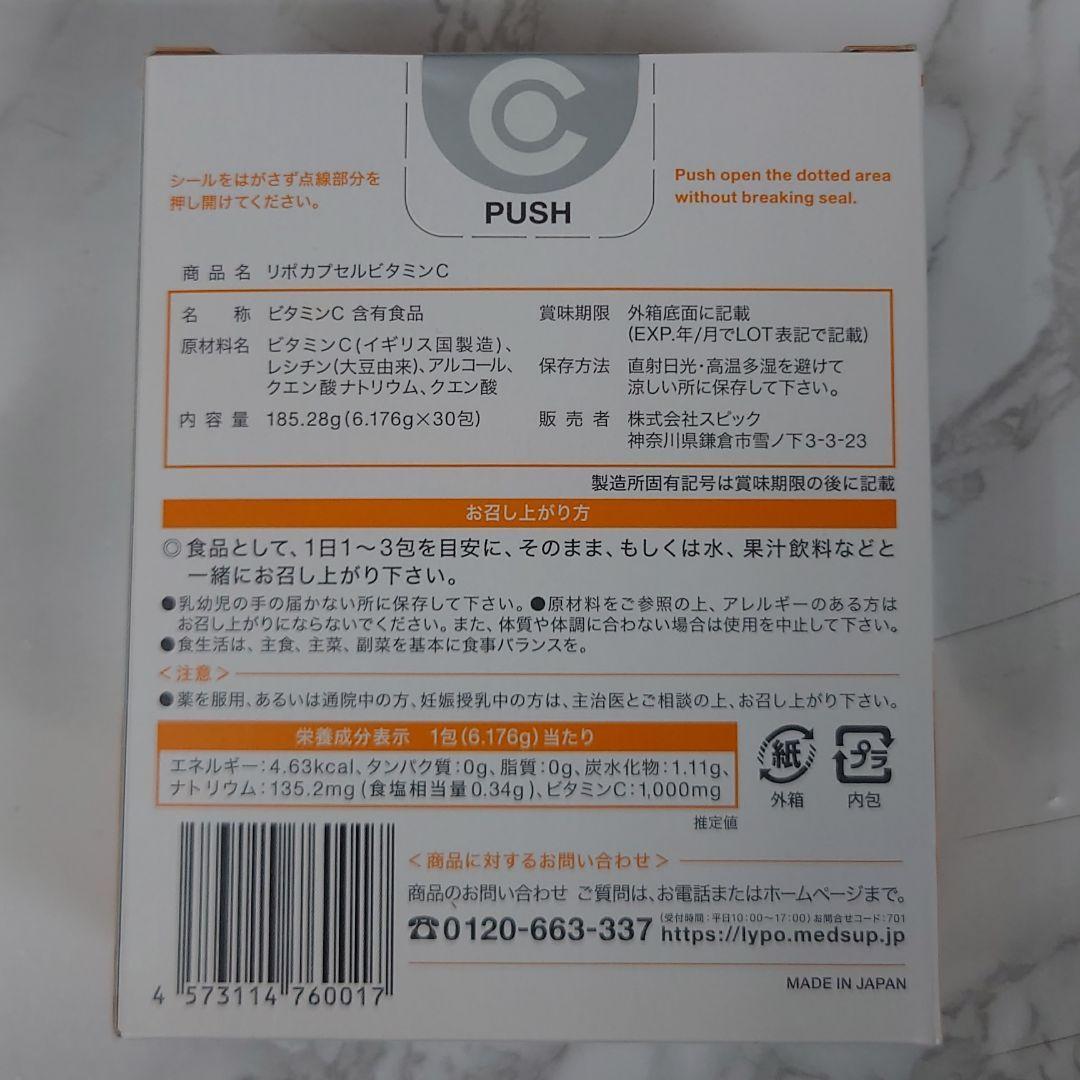 シールをはがさず点線部分を
押し開けてください。
C
PUSH
Push open the dotted area
without breaking seal.
商品名 リポカプセルビタミンC
名称 ビタミンC 含有食品
原材料名 ビタミンC(イギリス国製造)、
レシチン(大豆由来)、アルコール、
クエン酸ナトリウム、クエン酸
内容量 185.28g(6.176g×30包)
賞味期限 外箱底面に記載
(EXP.年/月でLOT表記で記載)
保存方法 直射日光・高温多湿を避けて
涼しい所に保存して下さい。
販売者 株式会社スピック
神奈川県鎌倉市雪ノ下3-3-23
製造所固有記号は賞味期限の後に記載
お召し上がり方
◎食品として、1日1～3包を目安に、そのまま、もしくは水、果汁飲料などと
一緒にお召し上がり下さい。
●乳幼児の手の届かない所に保存して下さい。●原材料をご参照の上、アレルギーのある方は
お召し上がりにならないでください。また、体質や体調に合わない場合は使用を中止して下さい。
●食生活は、主食、主菜、副菜を基本に食事バランスを。
<注意>
●薬を服用、あるいは通院中の方、妊娠授乳中の方は、主治医とご相談の上、お召し上がり下さい。
栄養成分表示 1包(6.176g)当たり
エネルギー:4.63kcal、タンパク質:0g、脂質:0g、炭水化物:1.11g、
ナトリウム:135.2mg(食塩相当量0.34g)、ビタミンC:1,000mg
推定値
紙
外箱
プラ
内包
<商品に対するお問い合わせ>
商品のお問い合わせ ご質問は、お電話またはホームページまで。
☎0120-663-337 (受付時間:平日10:00～17:00)お問合せコード:701
https://lypo.medsup.jp
MADE IN JAPAN
4 573114 760017